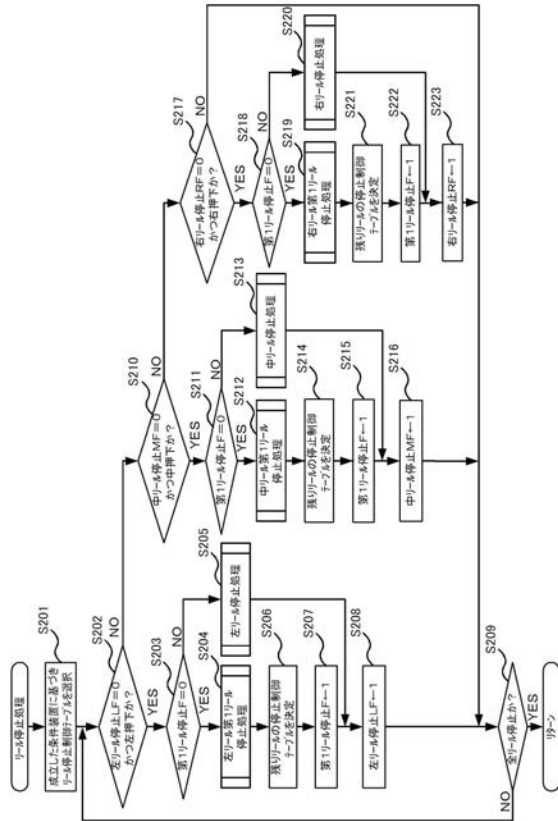 リール停止処理
S201
成立した条件装置に基づき
リール停止制御テーブルを選択
S202
左リール停止LF=0
かつ左押下か?
NO
YES
S203
第1リール停止F=0
NO
YES
S204
左リール第1リール
停止処理
S205
左リール停止処理
S206
残りリールの停止制御
テーブルを決定
S207
第1リール停止F←1
S208
左リール停止LF←1
S209
全リール停止か?
NO
YES
リターン
S210
中リール停止MF=0
かつ中押下か?
NO
YES
S211
第1リール停止F=0
NO
YES
S212
中リール第1リール
停止処理
S213
中リール停止処理
S214
残りリールの停止制御
テーブルを決定
S215
第1リール停止F←1
S216
中リール停止MF←1
S217
右リール停止RF=0
かつ右押下か?
NO
YES
S218
第1リール停止F=0
NO
YES
S219
右リール第1リール
停止処理
S220
右リール停止処理
S221
残りリールの停止制御
テーブルを決定
S222
第1リール停止F←1
S223
右リール停止RF←1